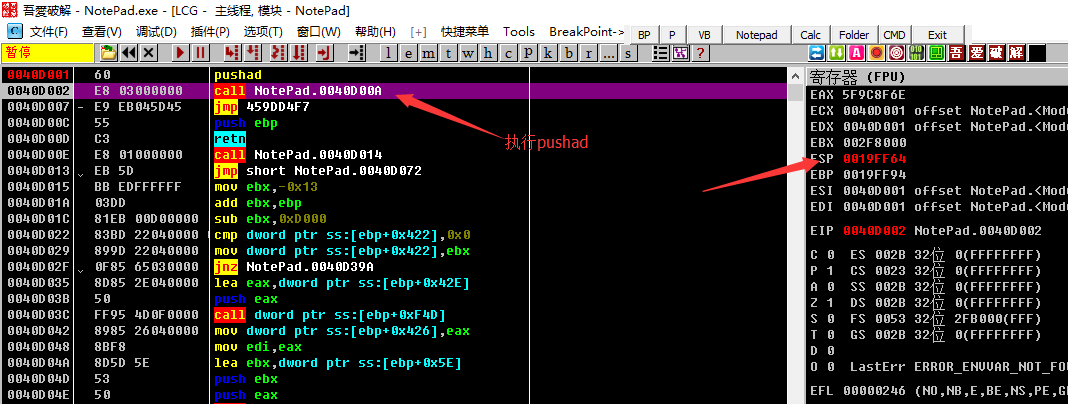 吾愛破解 - NotePad.exe - [LCG - 主线程, 模块 - NotePad]
C 文件(F) 查看(V) 调试(D) 插件(P) 选项(T) 窗口(W) 帮助(H) [+] 快捷菜单 Tools BreakPoint-> BP P VB Notepad Calc Folder CMD Exit
暂停 l e m t w h c p k b r ... s ? 吾 爱 破 解
寄存器 (FPU)
0040D001 60 pushad
0040D002 E8 03000000 call NotePad.0040D00A
0040D007 - E9 EB045D45 jmp 459DD4F7
0040D00C 55 push ebp
0040D00D C3 retn
0040D00E E8 01000000 call NotePad.0040D014
0040D013 EB 5D jmp short NotePad.0040D072
0040D015 BB EDFFFFFF mov ebx,-0x13
0040D01A 03DD add ebx,ebp
0040D01C 81EB 00D00000 sub ebx,0xD000
0040D022 83BD 22040000 cmp dword ptr ss:[ebp+0x422],0x0
0040D029 899D 22040000 mov dword ptr ss:[ebp+0x422],ebx
0040D02F 0F85 65030000 jnz NotePad.0040D39A
0040D035 8D85 2E040000 lea eax,dword ptr ss:[ebp+0x42E]
0040D03B 50 push eax
0040D03C FF95 4D0F0000 call dword ptr ss:[ebp+0xF4D]
0040D042 8985 26040000 mov dword ptr ss:[ebp+0x426],eax
0040D048 8BF8 mov edi,eax
0040D04A 8D5D 5E lea ebx,dword ptr ss:[ebp+0x5E]
0040D04D 53 push ebx
0040D04E 50 push eax
执行pushad
EAX 5F9C8F6E
ECX 0040D001 offset NotePad.<Mod
EDX 0040D001 offset NotePad.<Mod
EBX 002F8000
ESP 0019FF64
EBP 0019FF94
ESI 0040D001 offset NotePad.<Mod
EDI 0040D001 offset NotePad.<Mod
EIP 0040D002 NotePad.0040D002
C 0 ES 002B 32位 0(FFFFFFFF)
P 1 CS 0023 32位 0(FFFFFFFF)
A 0 SS 002B 32位 0(FFFFFFFF)
Z 1 DS 002B 32位 0(FFFFFFFF)
S 0 FS 0053 32位 2FB000(FFF)
T 0 GS 002B 32位 0(FFFFFFFF)
D 0
O 0 LastErr ERROR_ENVVAR_NOT_FO
EFL 00000246 (NO,NB,E,BE,NS,PE,G